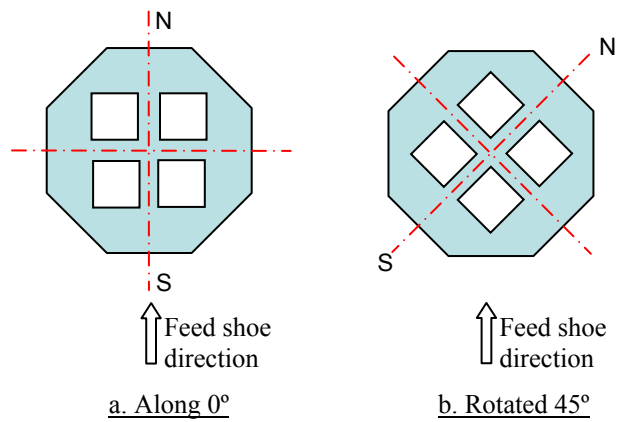 N
S
Feed shoe
direction
a. Along 0º
N
S
Feed shoe
direction
b. Rotated 45º